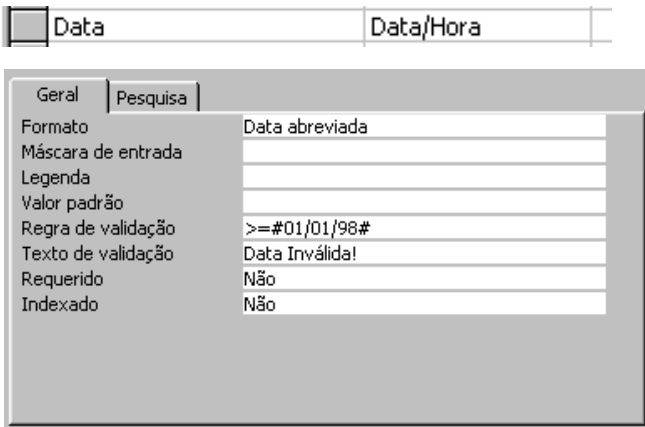 Data Data/Hora
Geral Pesquisa
Formato Data abreviada
Máscara de entrada
Legenda
Valor padrão
Regra de validação >=#01/01/98#
Texto de validação Data Inválida!
Requerido Não
Indexado Não